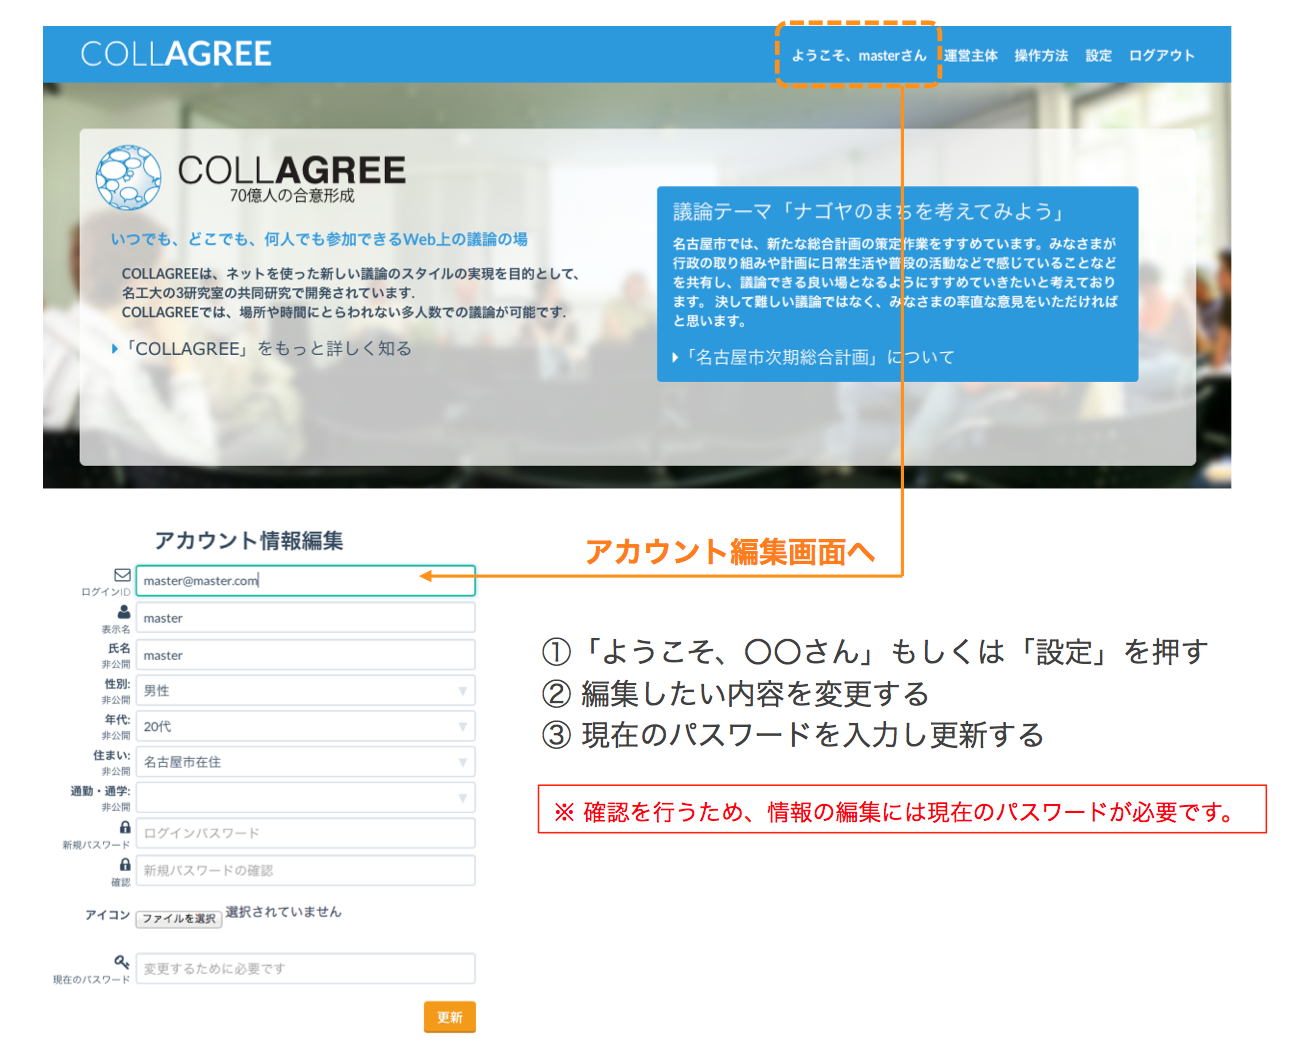 COLLAGREE
ようこそ、masterさん 運営主体 操作方法 設定 ログアウト
COLLAGREE
70億人の合意形成
いつでも、どこでも、何人でも参加できるWeb上の議論の場
COLLAGREEは、ネットを使った新しい議論のスタイルの実現を目的として、
名工大の3研究室の共同研究で開発されています.
COLLAGREEでは、場所や時間にとらわれない多人数での議論が可能です.
「COLLAGREE」をもっと詳しく知る
議論テーマ「ナゴヤのまちを考えてみよう」
名古屋市では、新たな総合計画の策定作業をすすめています。みなさまが
行政の取り組みや計画に日常生活や普段の活動などで感じていることなど
を共有し、議論できる良い場となるようにすすめていきたいと考えており
ます。 決して難しい議論ではなく、みなさまの率直な意見をいただければ
と思います。
「名古屋市次期総合計画」について
アカウント情報編集
アカウント編集画面へ
master@master.com
ログインID
master
表示名
氏名
非公開
master
性別:
非公開
男性
年代:
非公開
20代
住まい:
非公開
名古屋市在住
通勤・通学:
非公開
新規パスワード
ログインパスワード
確認
新規パスワードの確認
アイコン ファイルを選択 選択されていません
現在のパスワード
変更するために必要です
更新
①「ようこそ、〇〇さん」もしくは「設定」を押す
② 編集したい内容を変更する
③ 現在のパスワードを入力し更新する
※ 確認を行うため、情報の編集には現在のパスワードが必要です。